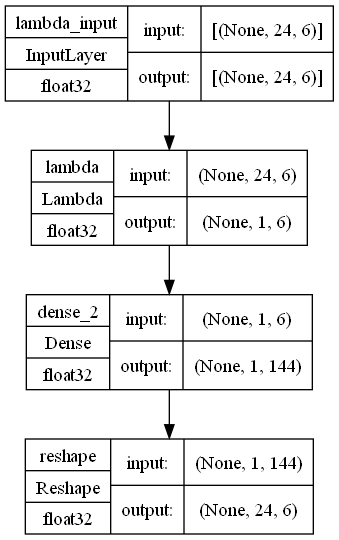 lambda_input
InputLayer
float32
input:
[(None, 24, 6)]
output:
[(None, 24, 6)]
lambda
Lambda
float32
input:
(None, 24, 6)
output:
(None, 1, 6)
dense_2
Dense
float32
input:
(None, 1, 6)
output:
(None, 1, 144)
reshape
Reshape
float32
input:
(None, 1, 144)
output:
(None, 24, 6)